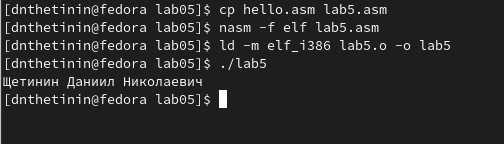 [dnthetinin@fedora lab05]$ cp hello.asm lab5.asm
[dnthetinin@fedora lab05]$ nasm -f elf lab5.asm
[dnthetinin@fedora lab05]$ ld -m elf_i386 lab5.o -o lab5
[dnthetinin@fedora lab05]$ ./lab5
Щетинин Даниил Николаевич
[dnthetinin@fedora lab05]$